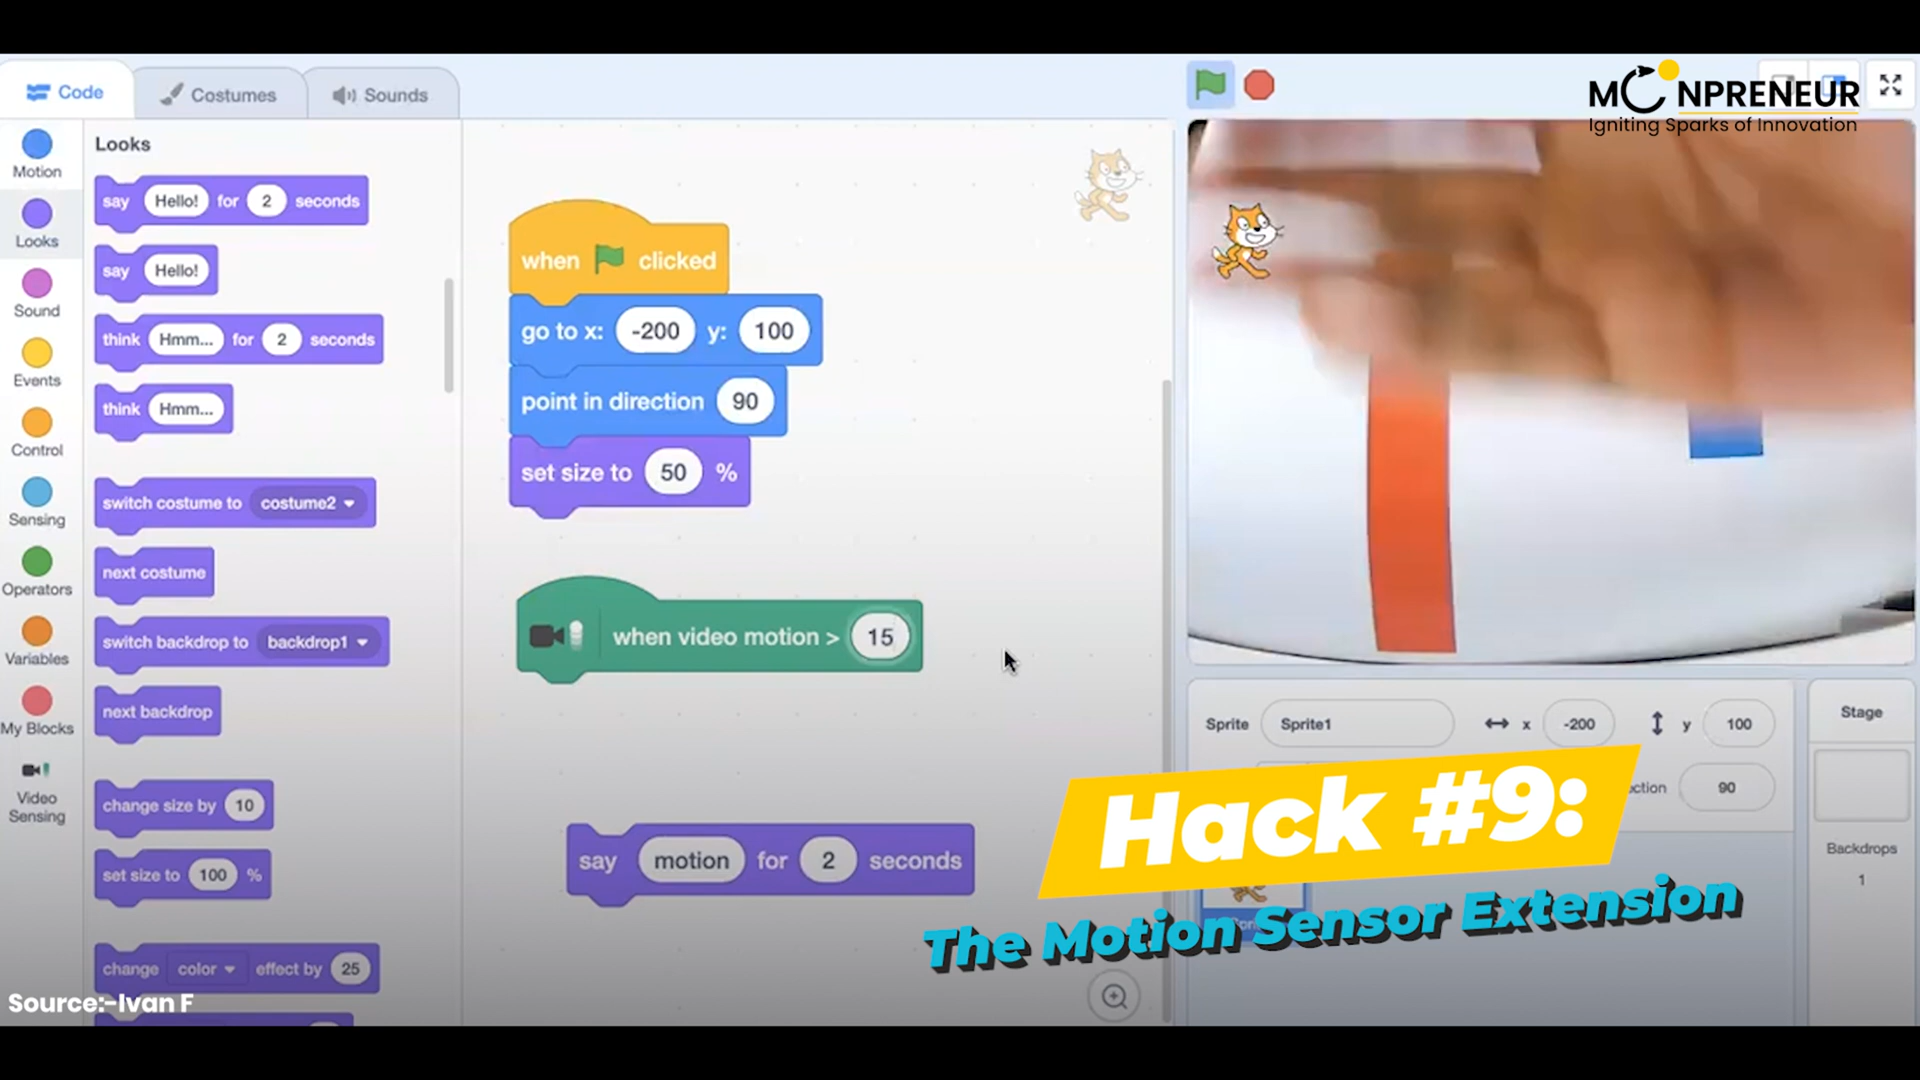 Code
Costumes
Sounds
MOONPRENEUR
Igniting Sparks of Innovation
Motion
Looks
Sound
Events
Control
Sensing
Operators
Variables
My Blocks
Video
Sensing
Looks
say Hello! for 2 seconds
say Hello!
think Hmm... for 2 seconds
think Hmm...
switch costume to costume2
next costume
switch backdrop to backdrop1
next backdrop
change size by 10
set size to 100 %
change color effect by 25
when clicked
go to x: -200 y: 100
point in direction 90
set size to 50 %
when video motion > 15
say motion for 2 seconds
Sprite Sprite1 x -200 y 100
90
Stage
Backdrops
1
Hack #9:
The Motion Sensor Extension
Source:-Ivan F